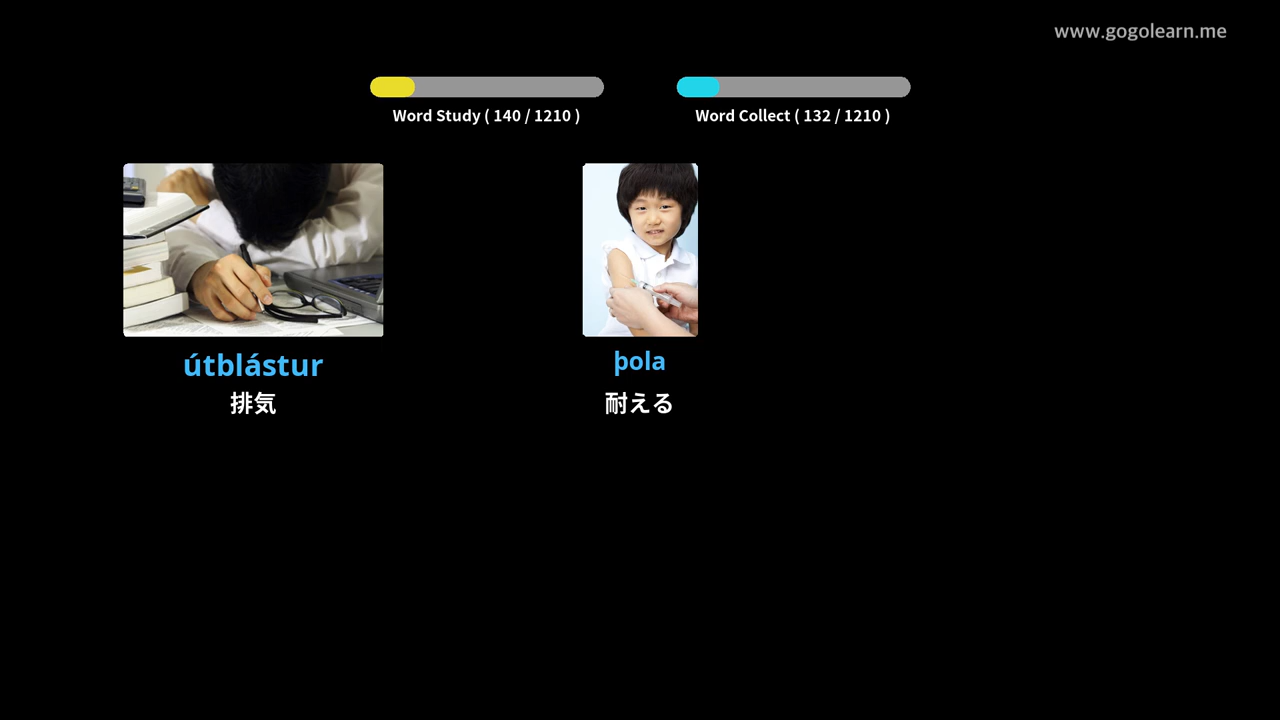 www.gogolearn.me
Word Study ( 140 / 1210 )
Word Collect ( 132 / 1210 )
útblástur
排気
þola
耐える